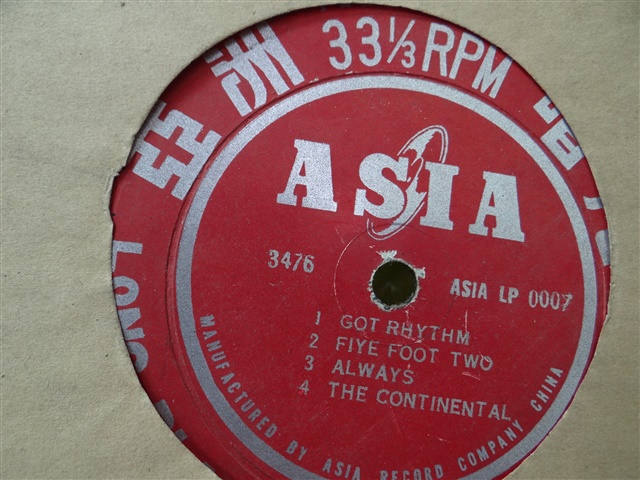 亞洲
33⅓RPM
ASIA
3476
ASIA LP 0007
1 GOT RHYTHM
2 FIYE FOOT TWO
3 ALWAYS
4 THE CONTINENTAL
LONG
MANUFACTURED BY ASIA RECORD COMPANY CHINA